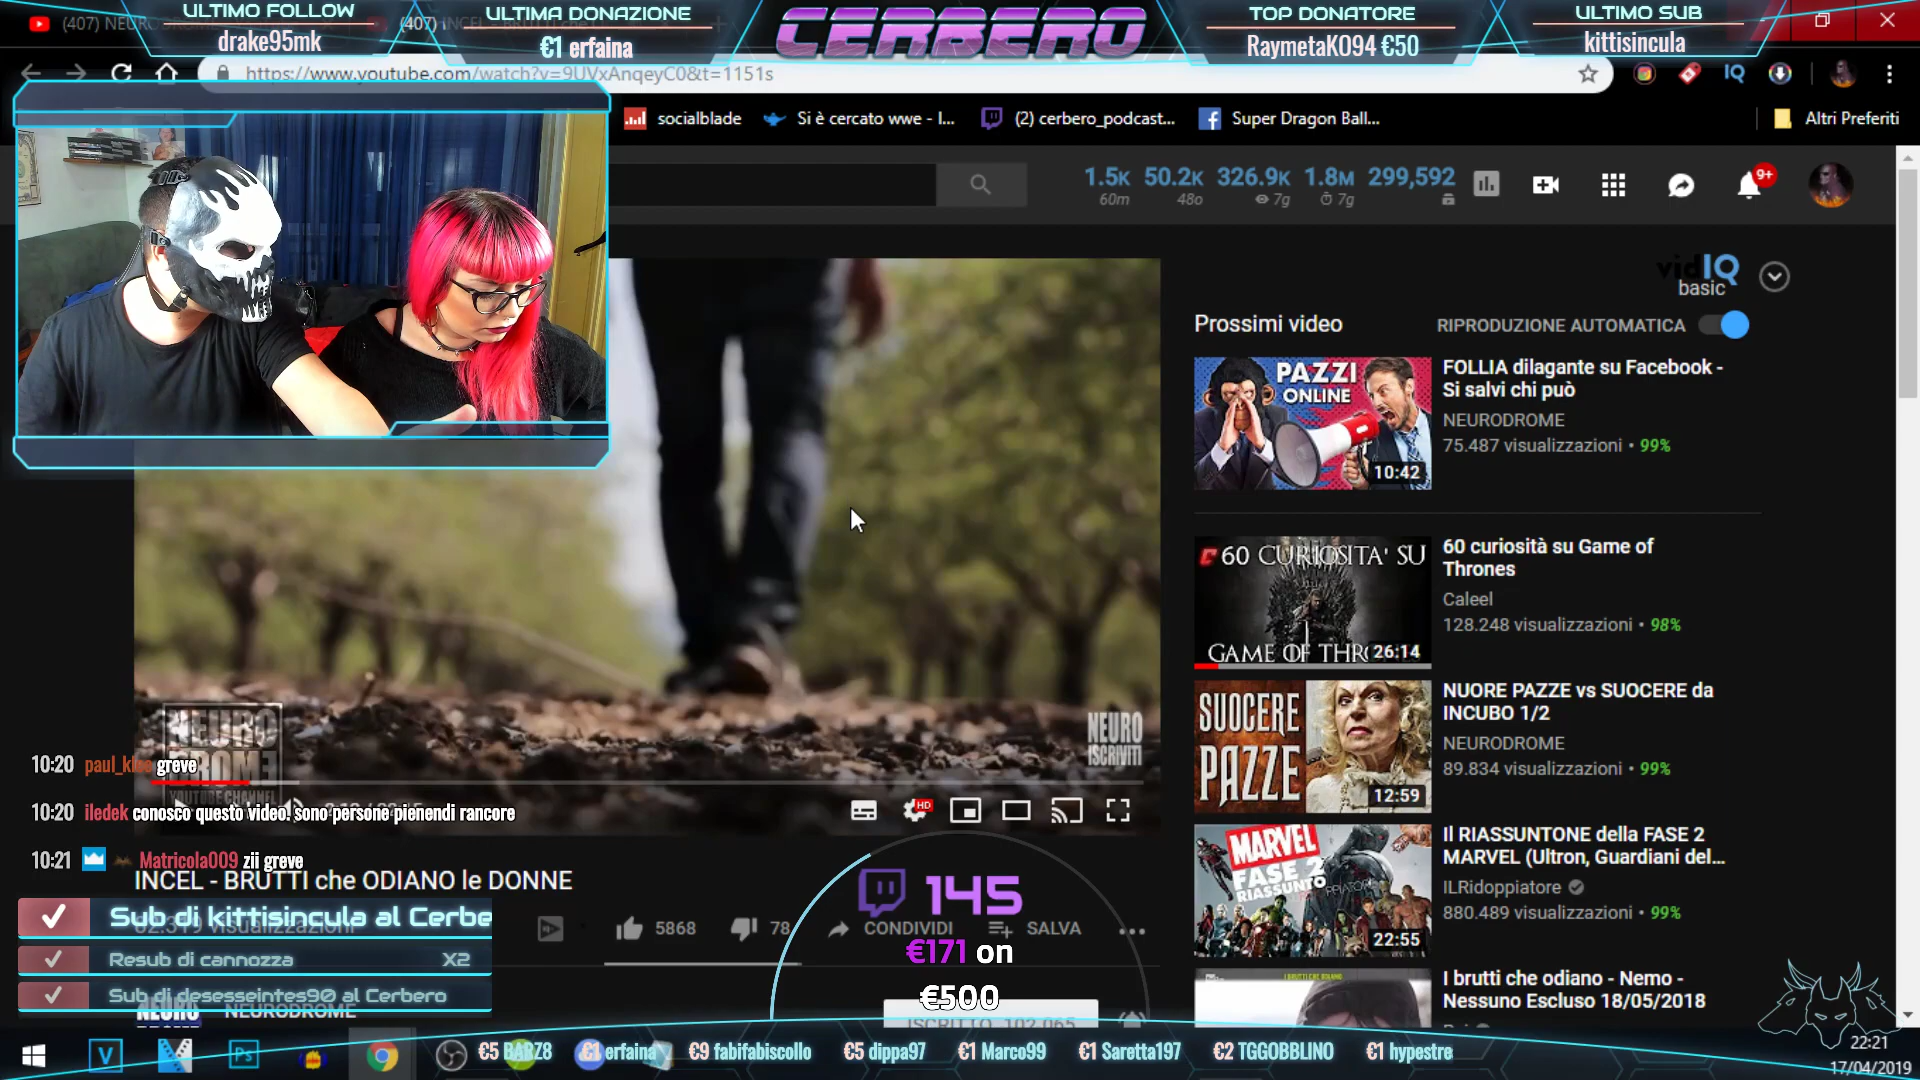 ULTIMO FOLLOW
drake95mk
ULTIMA DONAZIONE
€1 erfaina
CERBERO
TOP DONATORE
RaymetaK094 €50
ULTIMO SUB
kittisincula
https://www.youtube.com/watch?v=9UVxAnqeyC0&t=1151s
socialblade
Si è cercato wwe - I...
(2) cerbero_podcast...
Super Dragon Ball...
Altri Preferiti
1.5K 50.2K 326.9K 1.8M 299,592
60m 48o 7g 7g
9+
vidIQ
basic
Prossimi video
RIPRODUZIONE AUTOMATICA
PAZZI
ONLINE
10:42
FOLLIA dilagante su Facebook -
Si salvi chi può
NEURODROME
75.487 visualizzazioni • 99%
60 CURIOSITA' SU
GAME OF
26:14
60 curiosità su Game of
Thrones
Caleel
128.248 visualizzazioni • 98%
SUOCERE
PAZZE
12:59
NUORE PAZZE vs SUOCERE da
INCUBO 1/2
NEURODROME
89.834 visualizzazioni • 99%
MARVEL
FASE 2
RIASSUNTO
22:55
Il RIASSUNTONE della FASE 2
MARVEL (Ultron, Guardiani del...
ILRidoppiatore
880.489 visualizzazioni • 99%
I brutti che odiano - Nemo -
Nessuno Escluso 18/05/2018
NEURO
DROME
YOUTUBE CHANNEL
NEURO
ISCRIVITI
HD
10:20 greve
10:20 iledek conosco questo video! sono persone pienendi rancore
10:21 Matricola009 zii greve
INCEL - BRUTTI che ODIANO le DONNE
5868
78
CONDIVIDI
SALVA
Sub di kittisincula al Cerbe
Resub di cannozza X2
Sub di desesseintes90 al Cerbero
NEURODROME
145
€171 on
€500
€5 BARZ8
€1 erfaina
€9 fabifabiscollo
€5 dippa97
€1 Marco99
€1 Saretta197
€2 TGGOBBLINO
€1 hypestre
22:21
17/04/2019